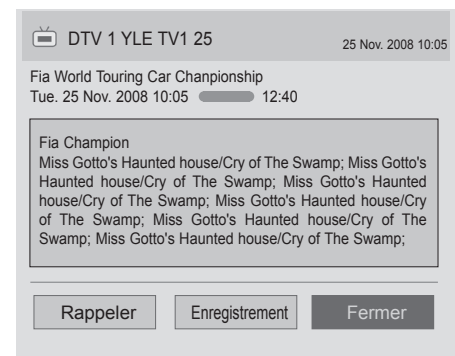 DTV 1 YLE TV1 25
25 Nov. 2008 10:05
Fia World Touring Car Chanpionship
Tue. 25 Nov. 2008 10:05 12:40
Fia Champion
Miss Gotto's Haunted house/Cry of The Swamp; Miss Gotto's
Haunted house/Cry of The Swamp; Miss Gotto's Haunted
house/Cry of The Swamp; Miss Gotto's Haunted house/Cry
of The Swamp; Miss Gotto's Haunted house/Cry of The
Swamp; Miss Gotto's Haunted house/Cry of The Swamp;
Rappeler
Enregistrement
Fermer